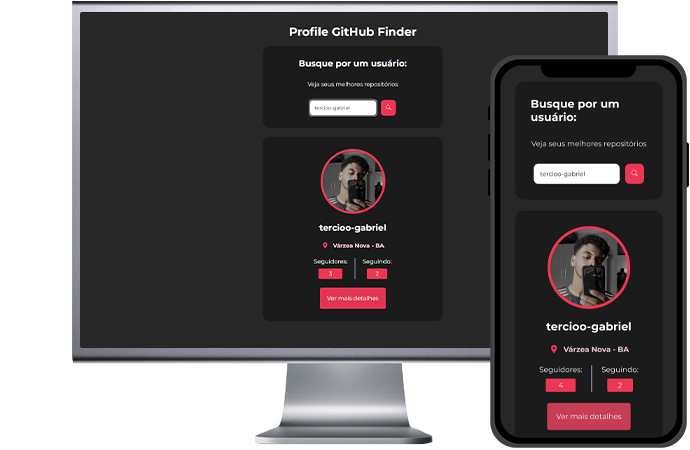 Profile GitHub Finder
Busque por um usuário:
Veja seus melhores repositórios
tercioo-gabriel
tercioo-gabriel
Várzea Nova - BA
Seguidores: Seguindo:
3 2
Ver mais detalhes
Busque por um
usuário:
Veja seus melhores repositórios
tercioo-gabriel
tercioo-gabriel
Várzea Nova - BA
Seguidores: Seguindo:
4 2
Ver mais detalhes